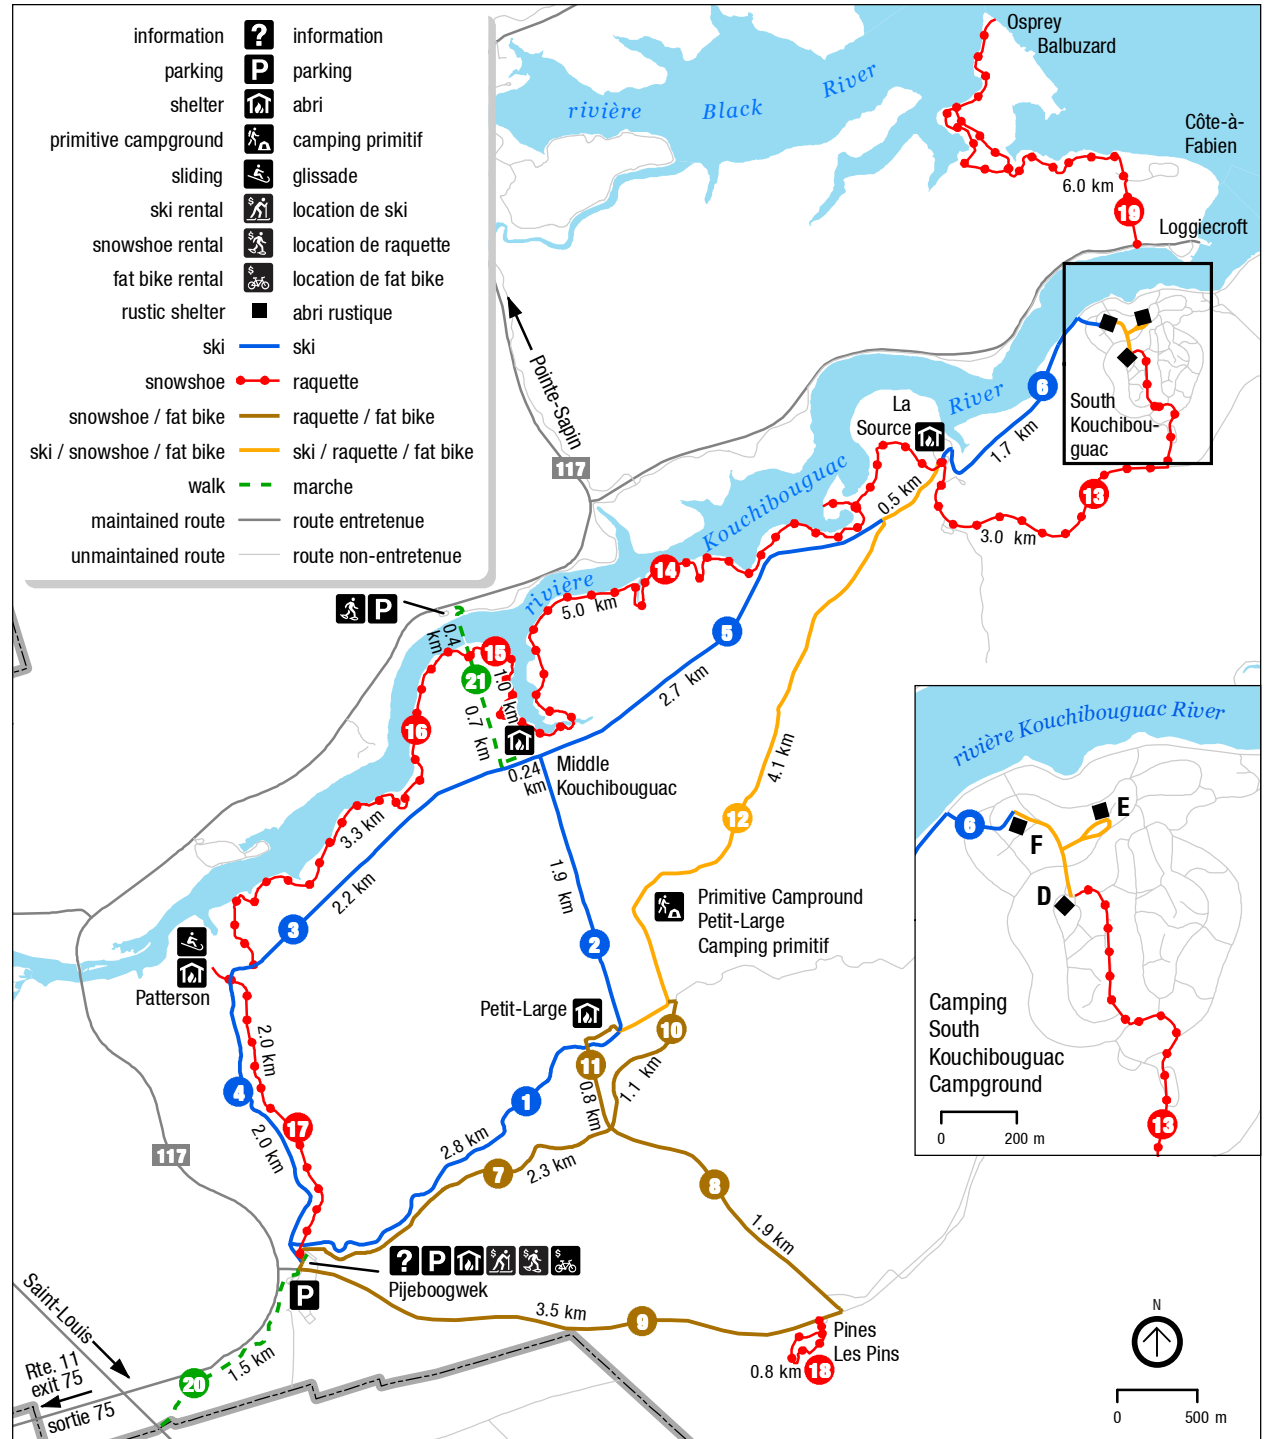 information ? information
parking P parking
shelter abri
primitive campground camping primitif
sliding glissade
ski rental $ location de ski
snowshoe rental $ location de raquette
fat bike rental $ location de fat bike
rustic shelter abri rustique
ski ski
snowshoe raquette
snowshoe / fat bike raquette / fat bike
ski / snowshoe / fat bike ski / raquette / fat bike
walk marche
maintained route route entretenue
unmaintained route route non-entretenue
Osprey
Balbuzard
rivière Black River
Côte-à-
Fabien
6.0 km
19
Loggiecroft
Pointe-Sapin
117
La
Source
River
6
1.7 km
South
Kouchibou-
guac
13
3.0 km
0.5 km
Kouchibouguac
rivière
14
5.0 km
P
0.4
km
15
1.0 km
21
0.7 km
16
5
2.7 km
0.24
km
Middle
Kouchibouguac
4.1 km
12
3.3 km
2.2 km
3
1.9 km
2
Primitive Campround
Petit-Large
Camping primitif
Patterson
Petit-Large
10
11
0.8 km
1.1 km
2.0 km
4
17
2.0 km
1
2.8 km
7
2.3 km
8
1.9 km
117
? P $ $ $
Pijeboogwek
P
3.5 km
9
Pines
Les Pins
0.8 km
18
Saint-Louis
Rte. 11
exit 75
sortie 75
20
1.5 km
rivière Kouchibouguac River
6
E
F
D
Camping
South
Kouchibouguac
Campground
0 200 m
13
N
0 500 m